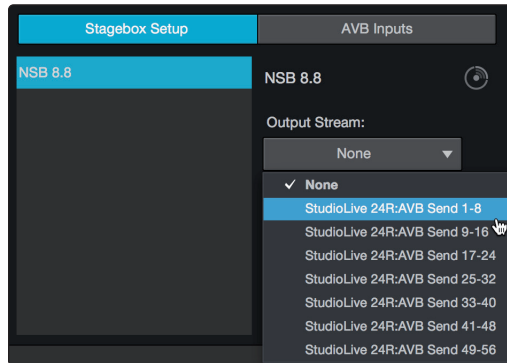 Stagebox Setup
AVB Inputs
NSB 8.8
NSB 8.8
Output Stream:
None
✓ None
StudioLive 24R:AVB Send 1-8
StudioLive 24R:AVB Send 9-16
StudioLive 24R:AVB Send 17-24
StudioLive 24R:AVB Send 25-32
StudioLive 24R:AVB Send 33-40
StudioLive 24R:AVB Send 41-48
StudioLive 24R:AVB Send 49-56